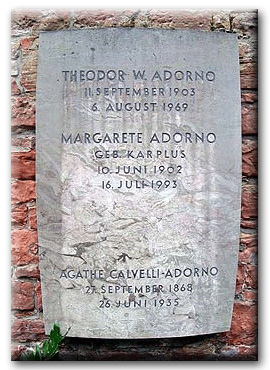 THEODOR W. ADORNO
11. SEPTEMBER 1903
6. AUGUST 1969
MARGARETE ADORNO
GEB. KARPLUS
10. JUNI 1902
16. JULI 1993
AGATHE CALVELLI-ADORNO
27. SEPTEMBER 1868
26. JUNI 1935